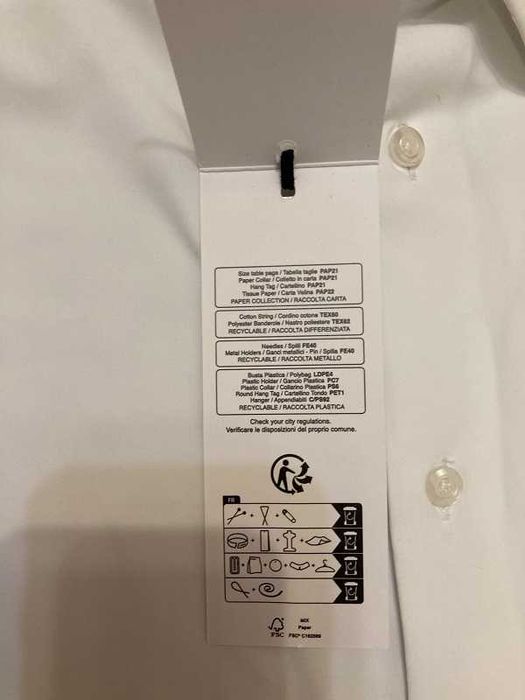 Size table page / Tabella taglie PAP21
Paper Collar / Colletto in carta PAP21
Hang Tag / Cartellino PAP21
Tissue Paper / Carta Velina PAP22
PAPER COLLECTION / RACCOLTA CARTA
Cotton String / Cordino cotone TEX60
Polyester Banderole / Nastro poliestere TEX62
RECYCLABLE / RACCOLTA DIFFERENZIATA
Needles / Spilli FE40
Metal Holders / Ganci metallici - Pin / Spilla FE40
RECYCLABLE / RACCOLTA METALLO
Busta Plastica / Polybag LDPE4
Plastic Holder / Gancio Plastica PC7
Plastic Collar / Collarino Plastica PS6
Round Hang Tag / Cartellino Tondo PET1
Hanger / Appendiabiti C/PS92
RECYCLABLE / RACCOLTA PLASTICA
Check your city regulations.
Verificare le disposizioni del proprio comune.
FR
MIX
Paper
FSC FSC®